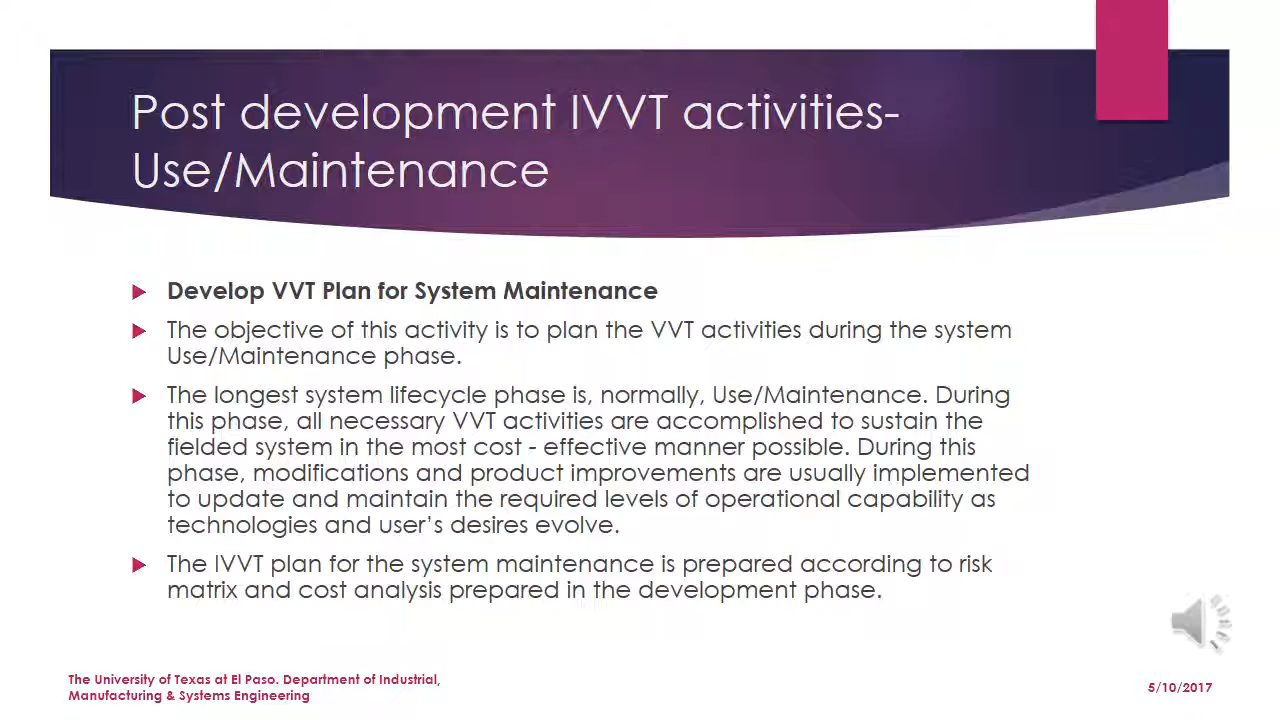 Post development IVVT activities-
Use/Maintenance
Develop VVT Plan for System Maintenance
The objective of this activity is to plan the VVT activities during the system
Use/Maintenance phase.
The longest system lifecycle phase is, normally, Use/Maintenance. During
this phase, all necessary VVT activities are accomplished to sustain the
fielded system in the most cost - effective manner possible. During this
phase, modifications and product improvements are usually implemented
to update and maintain the required levels of operational capability as
technologies and user’s desires evolve.
The IVVT plan for the system maintenance is prepared according to risk
matrix and cost analysis prepared in the development phase.
The University of Texas at El Paso. Department of Industrial,
Manufacturing & Systems Engineering
5/10/2017